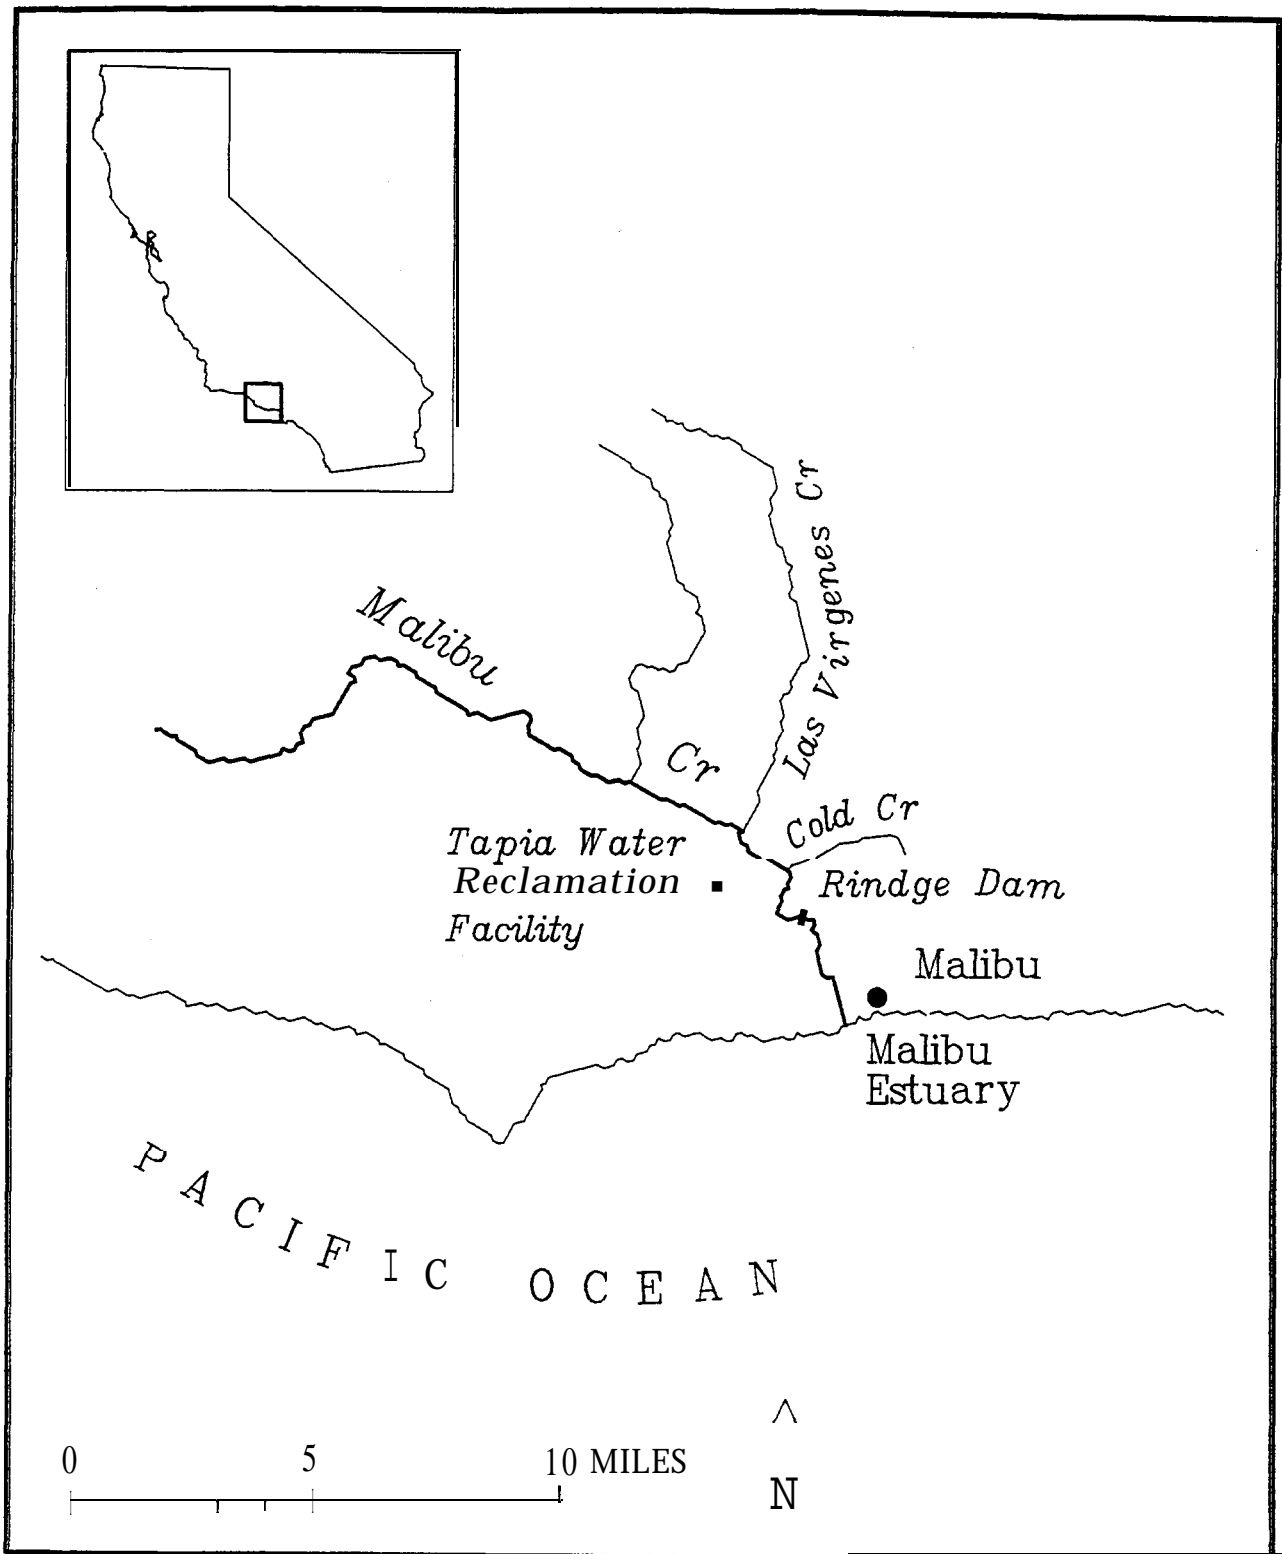 Malibu
Cr
Las Virgenes Cr
Cold Cr
Tapia Water
Reclamation
Facility
Rindge Dam
Malibu
Malibu
Estuary
PACIFIC OCEAN
0 5 10 MILES
^
N